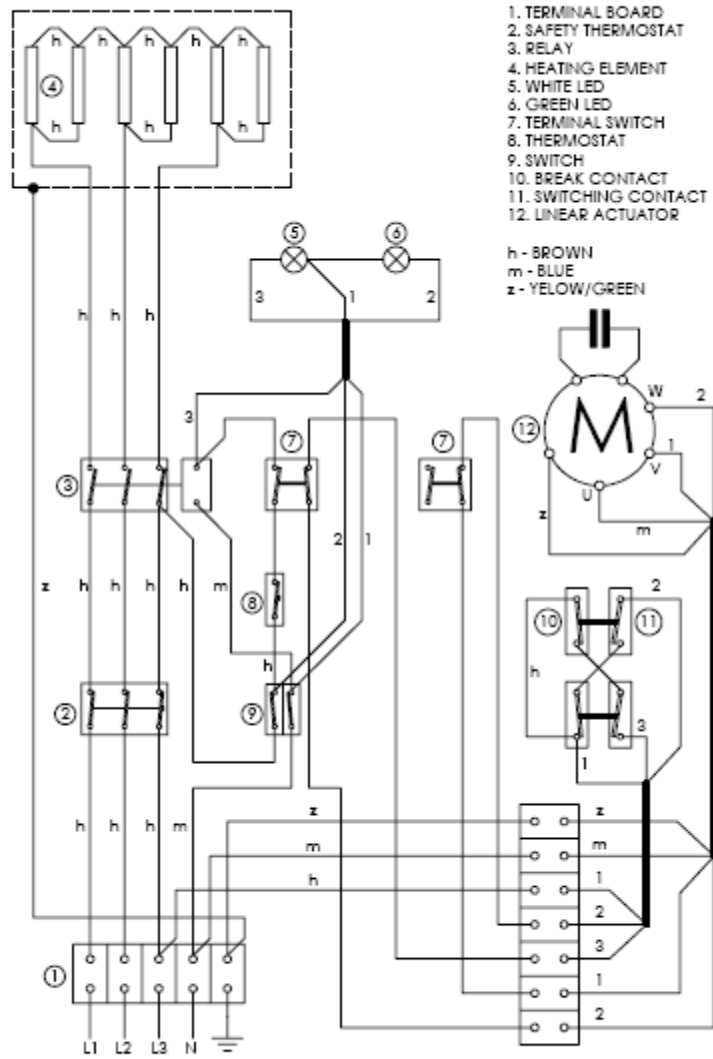 1. TERMINAL BOARD
2. SAFETY THERMOSTAT
3. RELAY
4. HEATING ELEMENT
5. WHITE LED
6. GREEN LED
7. TERMINAL SWITCH
8. THERMOSTAT
9. SWITCH
10. BREAK CONTACT
11. SWITCHING CONTACT
12. LINEAR ACTUATOR
h - BROWN
m - BLUE
z - YELOW/GREEN
h h h h h
4
h h h
5 6
3 1 2
h h h
W 2
12 M 1
V
U
z m
3
7 7
3
2 1
z h h h m
8
10 11 2
h
h
2 9
3
1
h h h m
z z
m m
h 1
2
3
1
2
1
L1 L2 L3 N